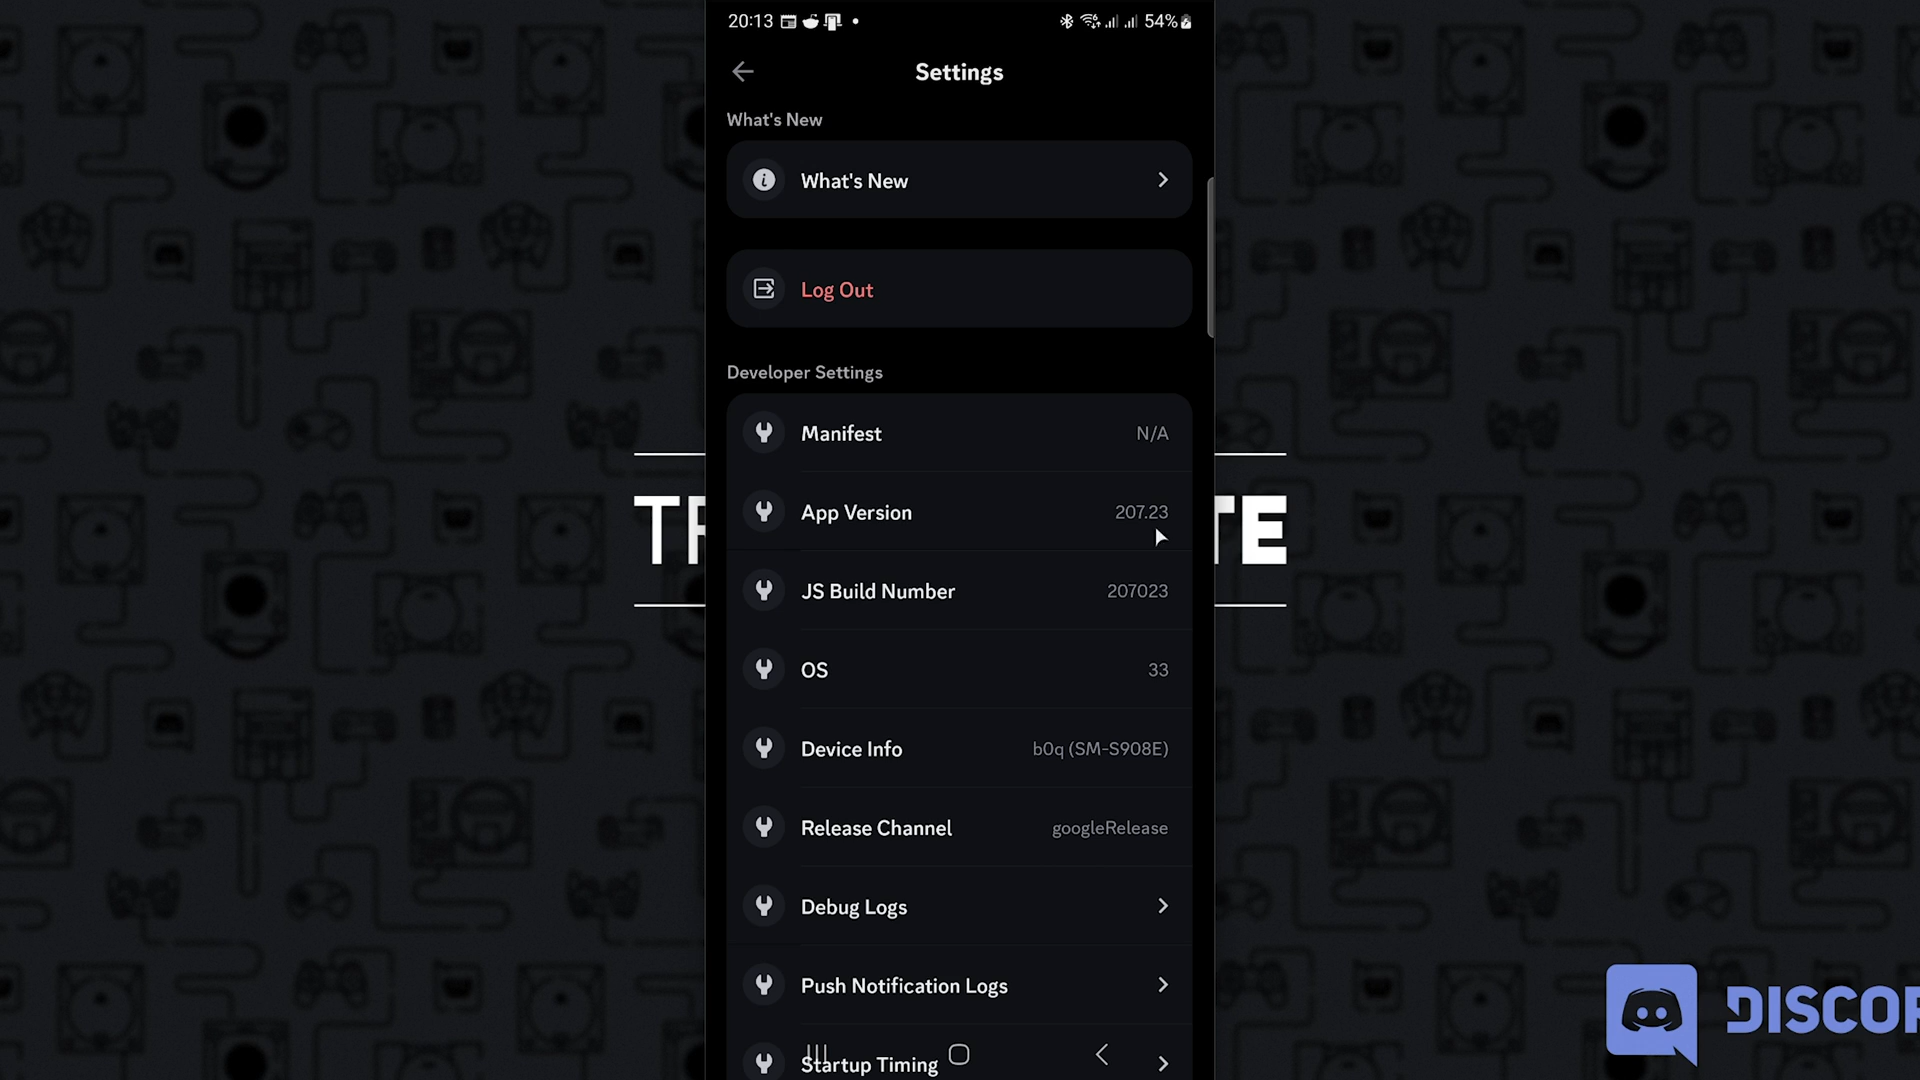 20:13
54%
Settings
What's New
What's New
Log Out
Developer Settings
Manifest N/A
App Version 207.23
JS Build Number 207023
OS 33
Device Info b0q (SM-S908E)
Release Channel googleRelease
Debug Logs
Push Notification Logs
Startup Timing